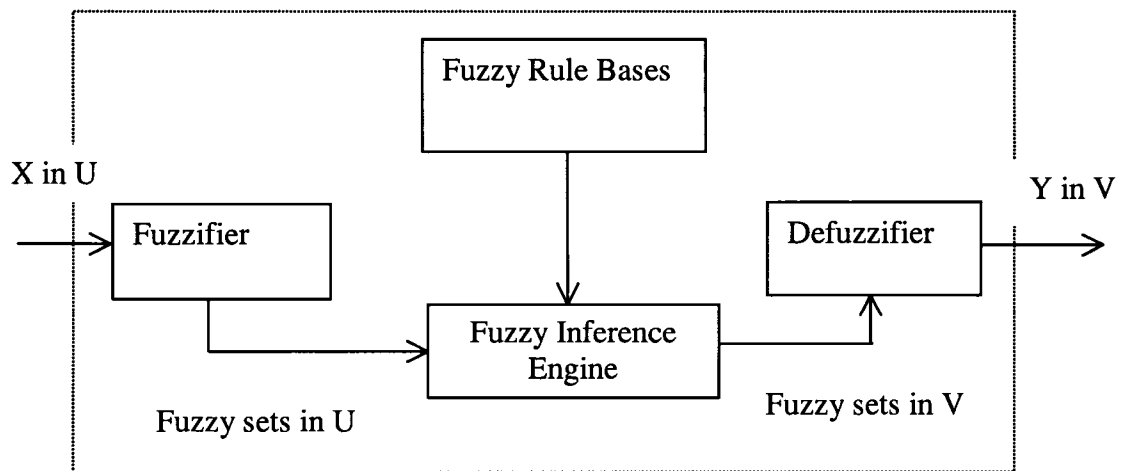 Fuzzy Rule Bases
X in U
Y in V
Fuzzifier
Defuzzifier
Fuzzy Inference
Engine
Fuzzy sets in U
Fuzzy sets in V